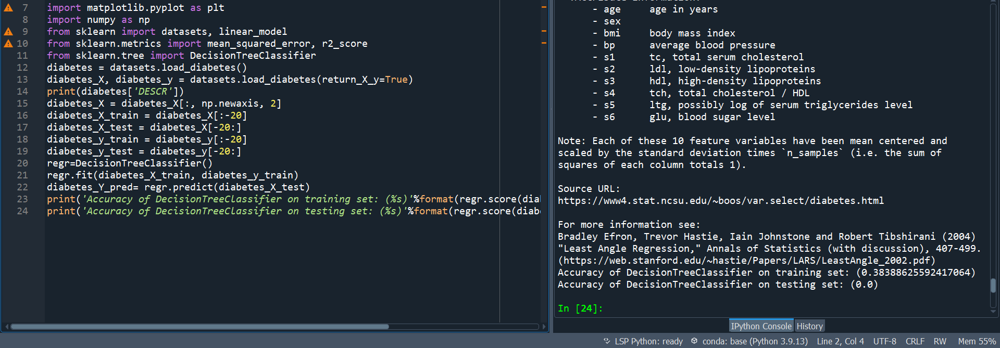 7 import matplotlib.pyplot as plt
8 import numpy as np
9 from sklearn import datasets, linear_model
10 from sklearn.metrics import mean_squared_error, r2_score
11 from sklearn.tree import DecisionTreeClassifier
12 diabetes = datasets.load_diabetes()
13 diabetes_X, diabetes_y = datasets.load_diabetes(return_X_y=True)
14 print(diabetes['DESCR'])
15 diabetes_X = diabetes_X[:, np.newaxis, 2]
16 diabetes_X_train = diabetes_X[:-20]
17 diabetes_X_test = diabetes_X[-20:]
18 diabetes_y_train = diabetes_y[:-20]
19 diabetes_y_test = diabetes_y[-20:]
20 regr=DecisionTreeClassifier()
21 regr.fit(diabetes_X_train, diabetes_y_train)
22 diabetes_Y_pred= regr.predict(diabetes_X_test)
23 print('Accuracy of DecisionTreeClassifier on training set: (%s)'%format(regr.score(dia
24 print('Accuracy of DecisionTreeClassifier on testing set: (%s)'%format(regr.score(diab
- age age in years
- sex
- bmi body mass index
- bp average blood pressure
- s1 tc, total serum cholesterol
- s2 ldl, low-density lipoproteins
- s3 hdl, high-density lipoproteins
- s4 tch, total cholesterol / HDL
- s5 ltg, possibly log of serum triglycerides level
- s6 glu, blood sugar level
Note: Each of these 10 feature variables have been mean centered and
scaled by the standard deviation times `n_samples` (i.e. the sum of
squares of each column totals 1).
Source URL:
https://www4.stat.ncsu.edu/~boos/var.select/diabetes.html
For more information see:
Bradley Efron, Trevor Hastie, Iain Johnstone and Robert Tibshirani (2004)
"Least Angle Regression," Annals of Statistics (with discussion), 407-499.
(https://web.stanford.edu/~hastie/Papers/LARS/LeastAngle_2002.pdf)
Accuracy of DecisionTreeClassifier on training set: (0.38388625592417064)
Accuracy of DecisionTreeClassifier on testing set: (0.0)
In [24]:
IPython Console History
LSP Python: ready conda: base (Python 3.9.13) Line 2, Col 4 UTF-8 CRLF RW Mem 55%